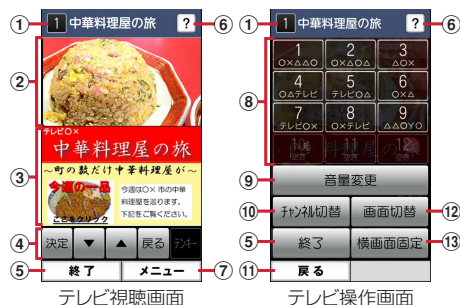 ① 1 中華料理屋の旅 ? ⑥
②
テレビ○×
中華料理屋の旅
～町の数だけ中華料理屋が～
今週の一品
ここをクリック
今週は○× 市の中華
料理屋を巡ります。
下記をご覧ください。
③
④ 決定 ▼ ▲ 戻る テンキー
⑤ 終了 メニュー ⑦
テレビ視聴画面
① 1 中華料理屋の旅 ? ⑥
⑧
1 2 3
○×△△○ ○×○△ △○×
4 5 6
○△テレビ ○△○△ ○×△
7 8 9
テレビ○× ○×テレビ △△○Y○
10 11 12
⑨ 音量変更
⑩ チャンネル切替 画面切替 ⑫
⑤ 終了 横画面固定 ⑬
⑪ 戻る
テレビ操作画面